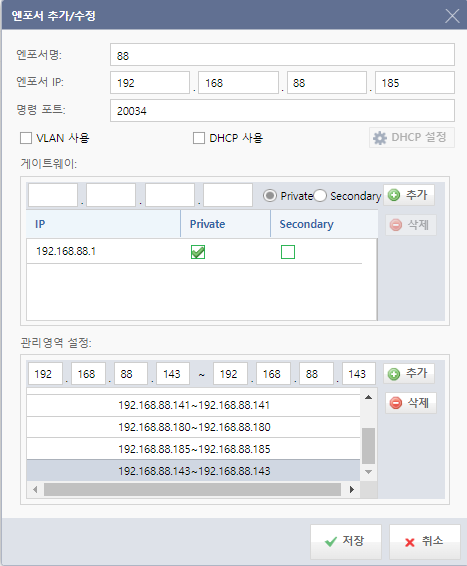 엔포서 추가/수정
엔포서명: 88
엔포서 IP: 192 . 168 . 88 . 185
명령 포트: 20034
VLAN 사용 DHCP 사용 DHCP 설정
게이트웨이:
. . . Private Secondary 추가
IP Private Secondary 삭제
192.168.88.1
관리영역 설정:
192 . 168 . 88 . 143 ~ 192 . 168 . 88 . 143 추가
192.168.88.141~192.168.88.141 삭제
192.168.88.180~192.168.88.180
192.168.88.185~192.168.88.185
192.168.88.143~192.168.88.143
저장 취소